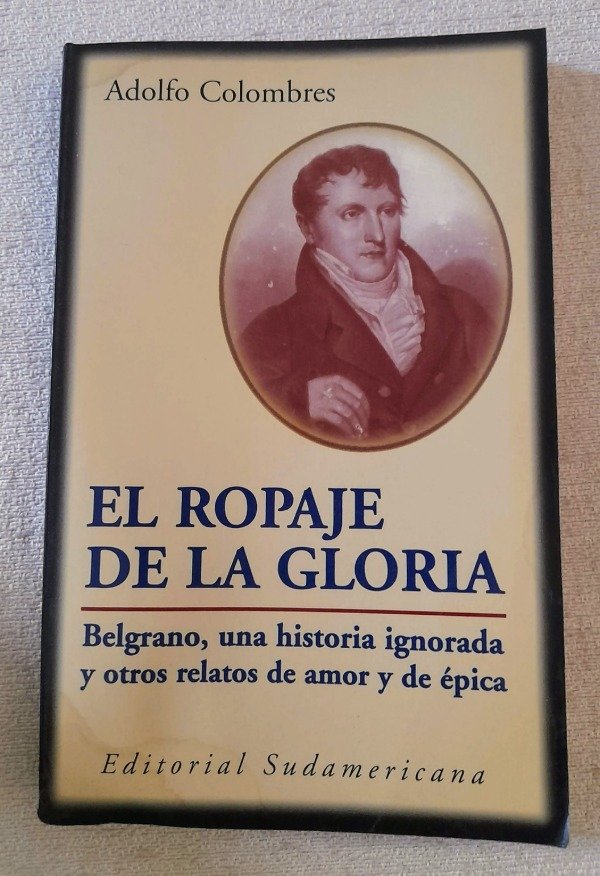 Adolfo Colombres
EL ROPAJE
DE LA GLORIA
Belgrano, una historia ignorada
y otros relatos de amor y de épica
Editorial Sudamericana